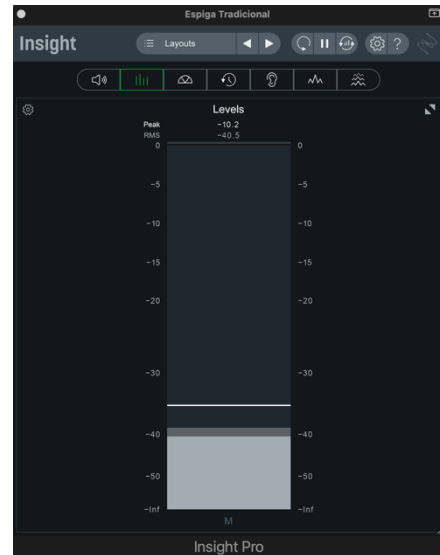 Espiga Tradicional
Insight
Layouts
?
Levels
Peak -10.2
RMS -40.5
0 0
-5 -5
-10 -10
-15 -15
-20 -20
-30 -30
-40 -40
-50 -50
-Inf -Inf
M
Insight Pro